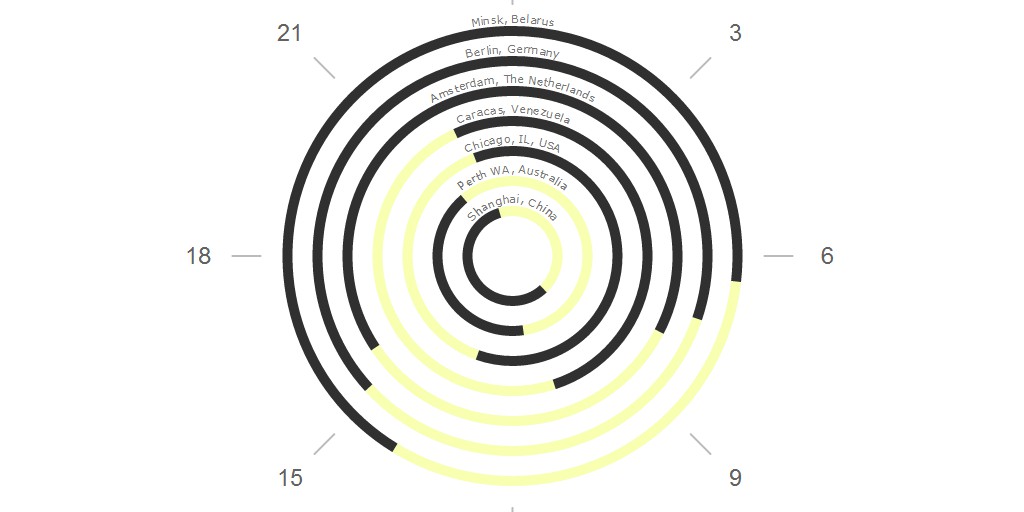 Minsk, Belarus
21
3
Berlin, Germany
Amsterdam, The Netherlands
Caracas, Venezuela
Chicago, IL, USA
Perth WA, Australia
Shanghai, China
18
6
15
9